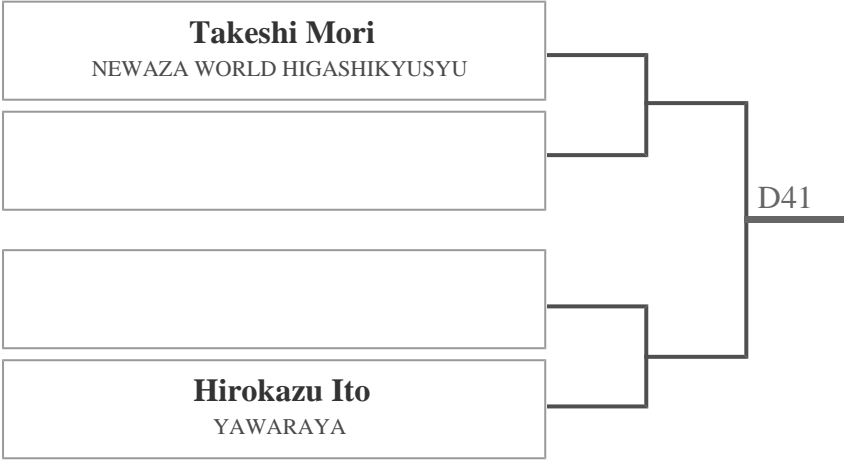 Takeshi Mori
NEWAZA WORLD HIGASHIKYUSYU
D41
Hirokazu Ito
YAWARAYA